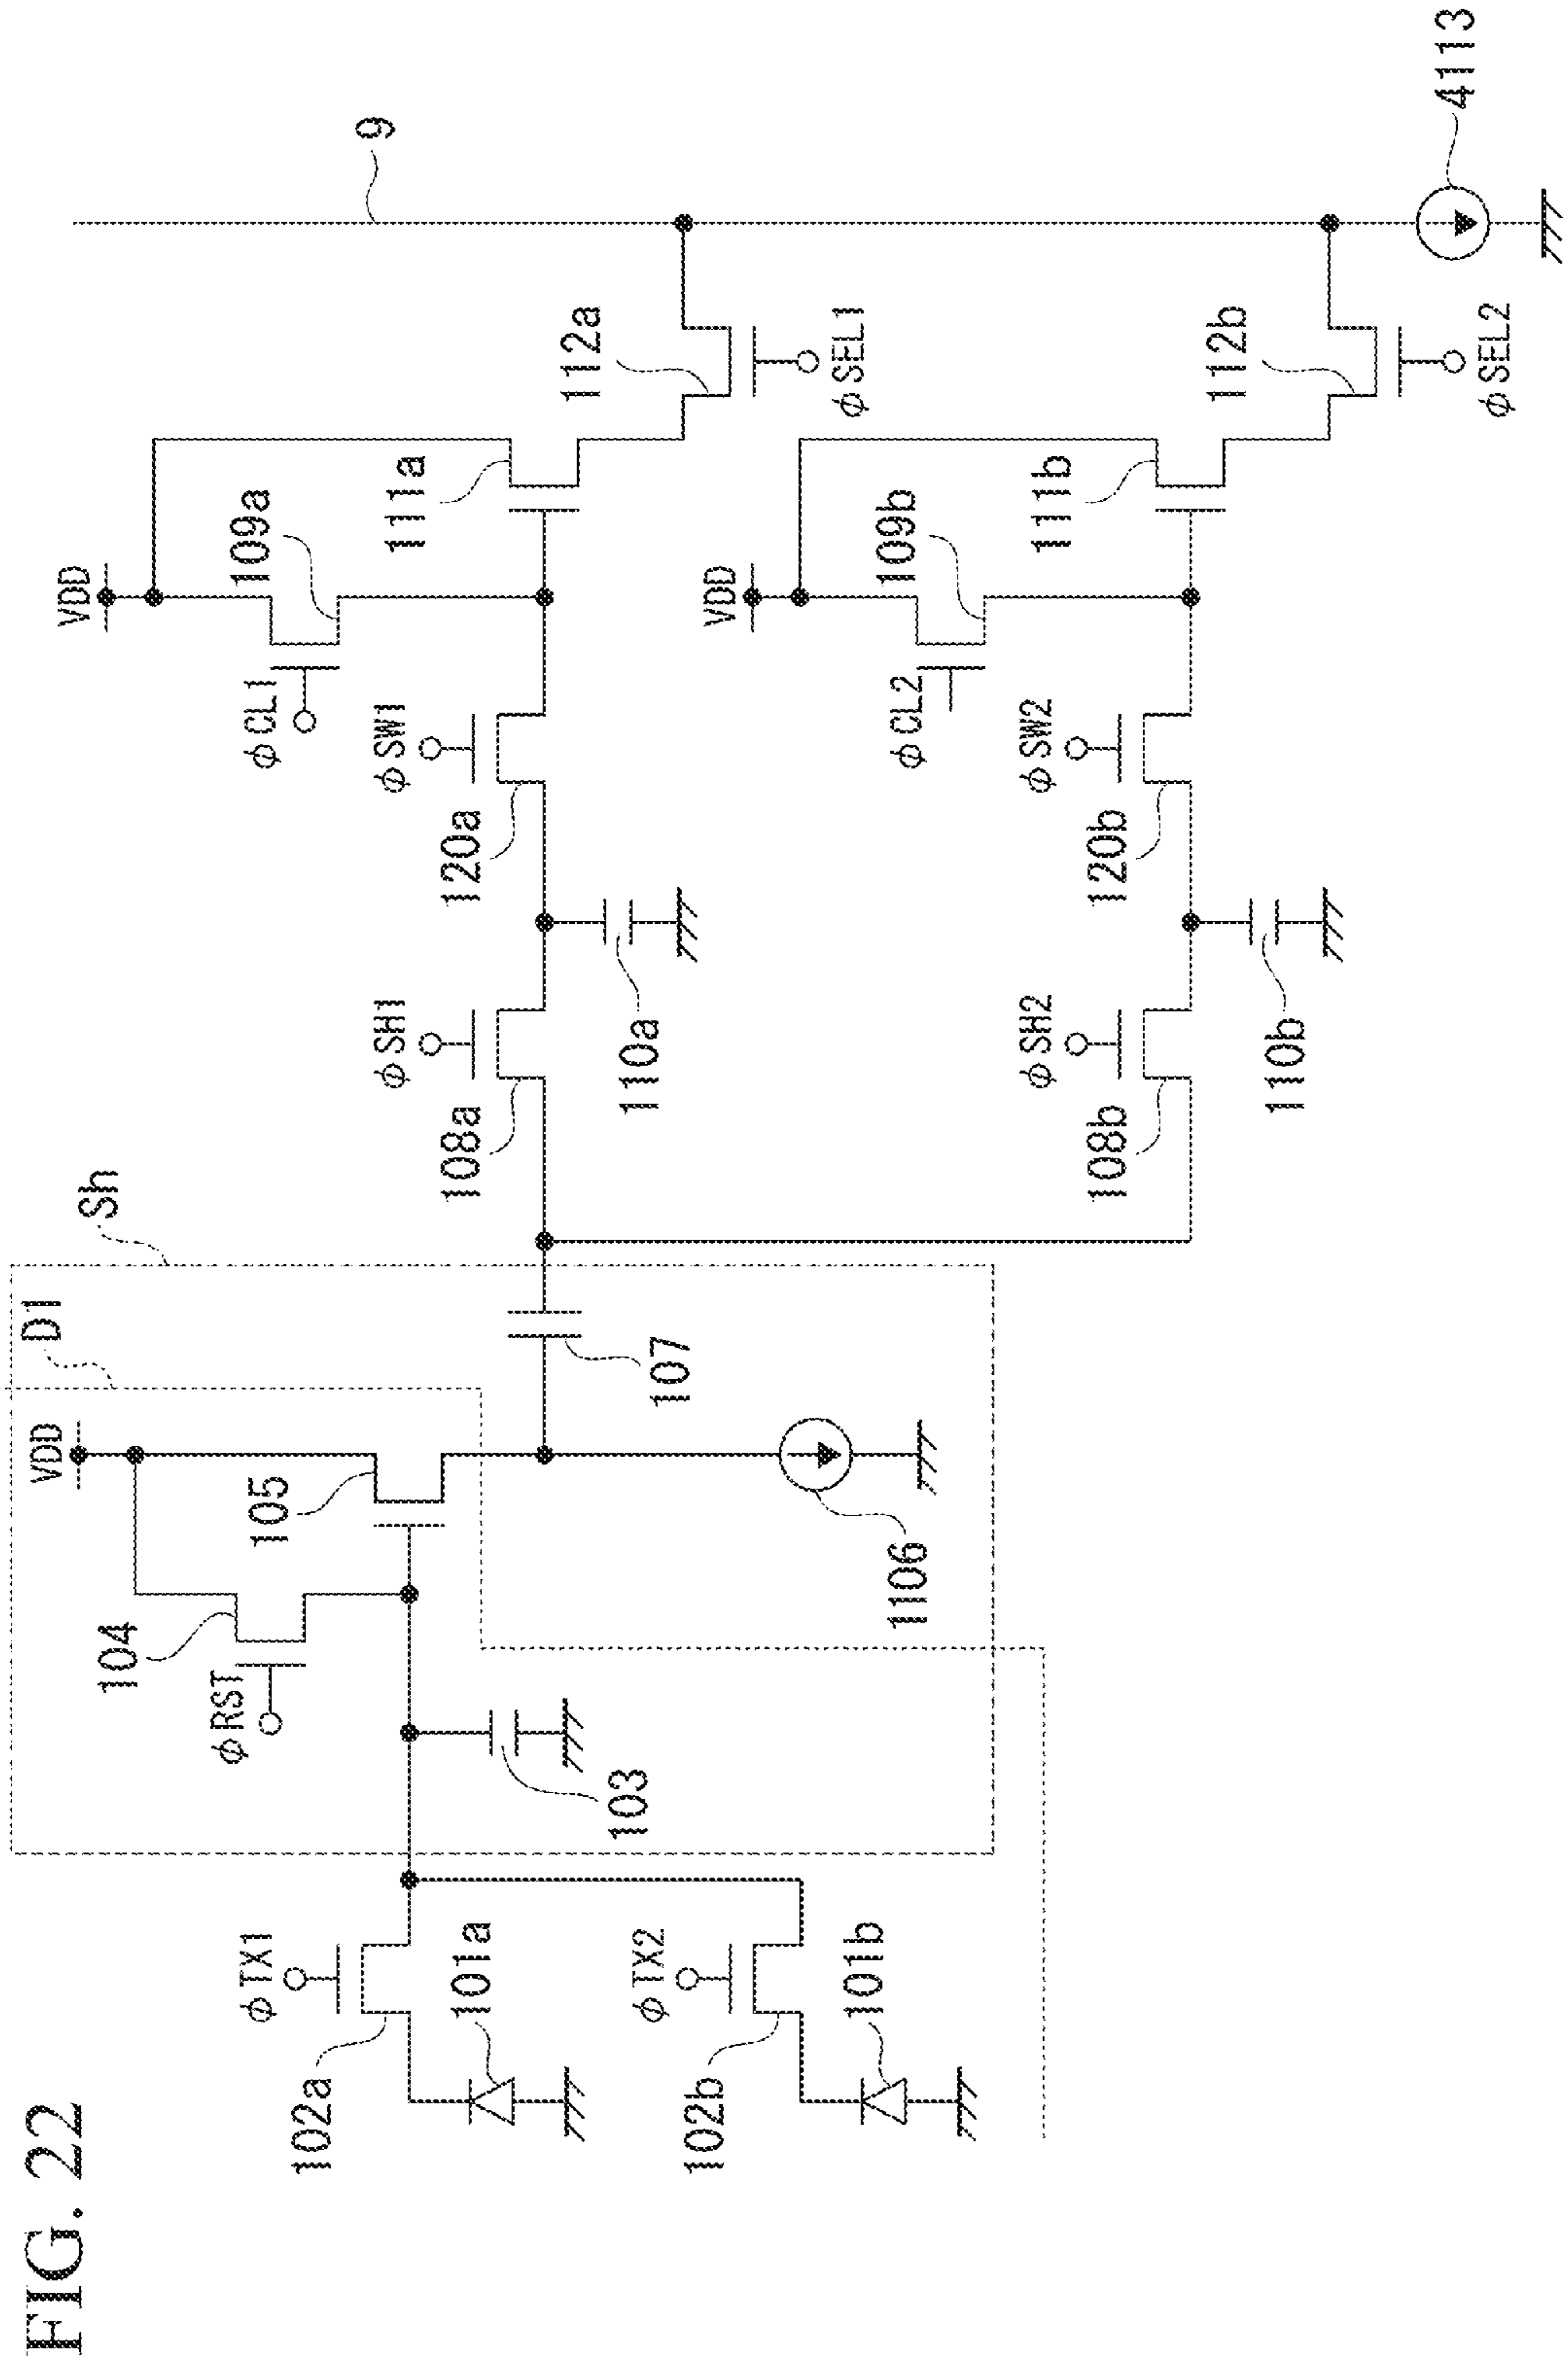 FIG. 22
Sh
D1
VDD
104
105
φRST
103
107
1106
φTX1
102a
101a
φTX2
102b
101b
VDD
109a
φCL1
111a
φSW1
120a
φSH1
108a
110a
112a
φSEL1
9
VDD
109b
φCL2
111b
φSW2
120b
φSH2
108b
110b
112b
φSEL2
4113